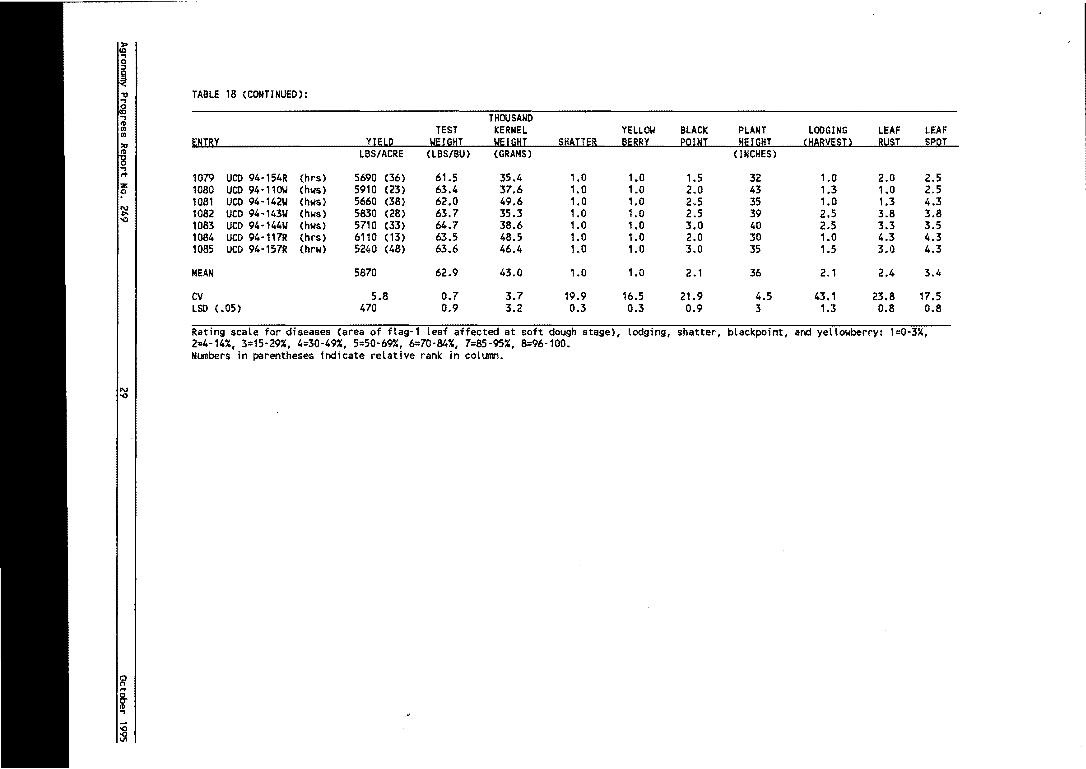 Agronomy Progress Report No. 249 29 October 1995
TABLE 18 (CONTINUED):
THOUSAND
TEST KERNEL YELLOW BLACK PLANT LODGING LEAF LEAF
ENTRY YIELD WEIGHT WEIGHT SHATTER BERRY POINT HEIGHT (HARVEST) RUST SPOT
LBS/ACRE (LBS/BU) (GRAMS) (INCHES)
1079 UCD 94-154R (hrs) 5690 (36) 61.5 35.4 1.0 1.0 1.5 32 1.0 2.0 2.5
1080 UCD 94-110W (hws) 5910 (23) 63.4 37.6 1.0 1.0 2.0 43 1.3 1.0 2.5
1081 UCD 94-142W (hws) 5660 (38) 62.0 49.6 1.0 1.0 2.5 35 1.0 1.3 4.3
1082 UCD 94-143W (hws) 5830 (28) 63.7 35.3 1.0 1.0 2.5 39 2.5 3.8 3.8
1083 UCD 94-144W (hws) 5710 (33) 64.7 38.6 1.0 1.0 3.0 40 2.5 3.3 3.5
1084 UCD 94-117R (hrs) 6110 (13) 63.5 48.5 1.0 1.0 2.0 30 1.0 4.3 4.3
1085 UCD 94-157R (hrw) 5240 (48) 63.6 46.4 1.0 1.0 3.0 35 1.5 3.0 4.3
MEAN 5870 62.9 43.0 1.0 1.0 2.1 36 2.1 2.4 3.4
CV 5.8 0.7 3.7 19.9 16.5 21.9 4.5 43.1 23.8 17.5
LSD (.05) 470 0.9 3.2 0.3 0.3 0.9 3 1.3 0.8 0.8
Rating scale for diseases (area of flag-1 leaf affected at soft dough stage), lodging, shatter, blackpoint, and yellowberry: 1=0-3%,
2=4-14%, 3=15-29%, 4=30-49%, 5=50-69%, 6=70-84%, 7=85-95%, 8=96-100.
Numbers in parentheses indicate relative rank in column.